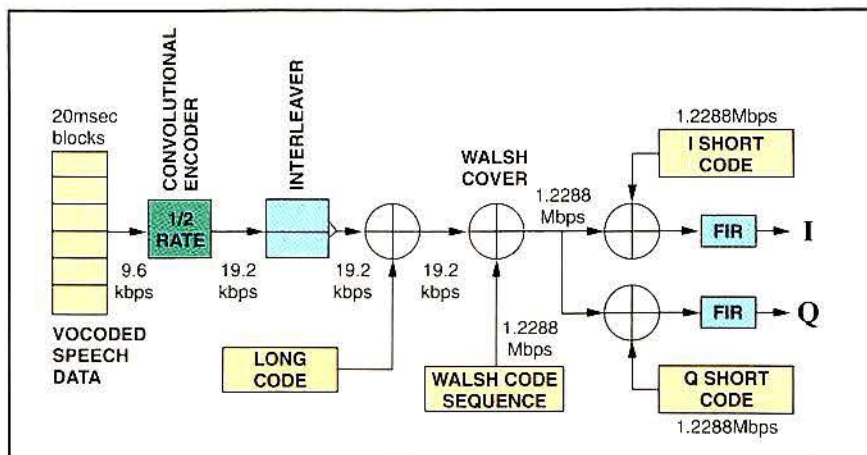 20msec
blocks
CONVOLUTIONAL
ENCODER
INTERLEAVER
1.2288Mbps
I SHORT
CODE
WALSH
COVER
1.2288
Mbps
1/2
RATE
FIR
I
9.6
kbps
19.2
kbps
19.2
kbps
19.2
kbps
FIR
Q
VOCODED
SPEECH
DATA
LONG
CODE
1.2288
Mbps
WALSH CODE
SEQUENCE
Q SHORT
CODE
1.2288Mbps